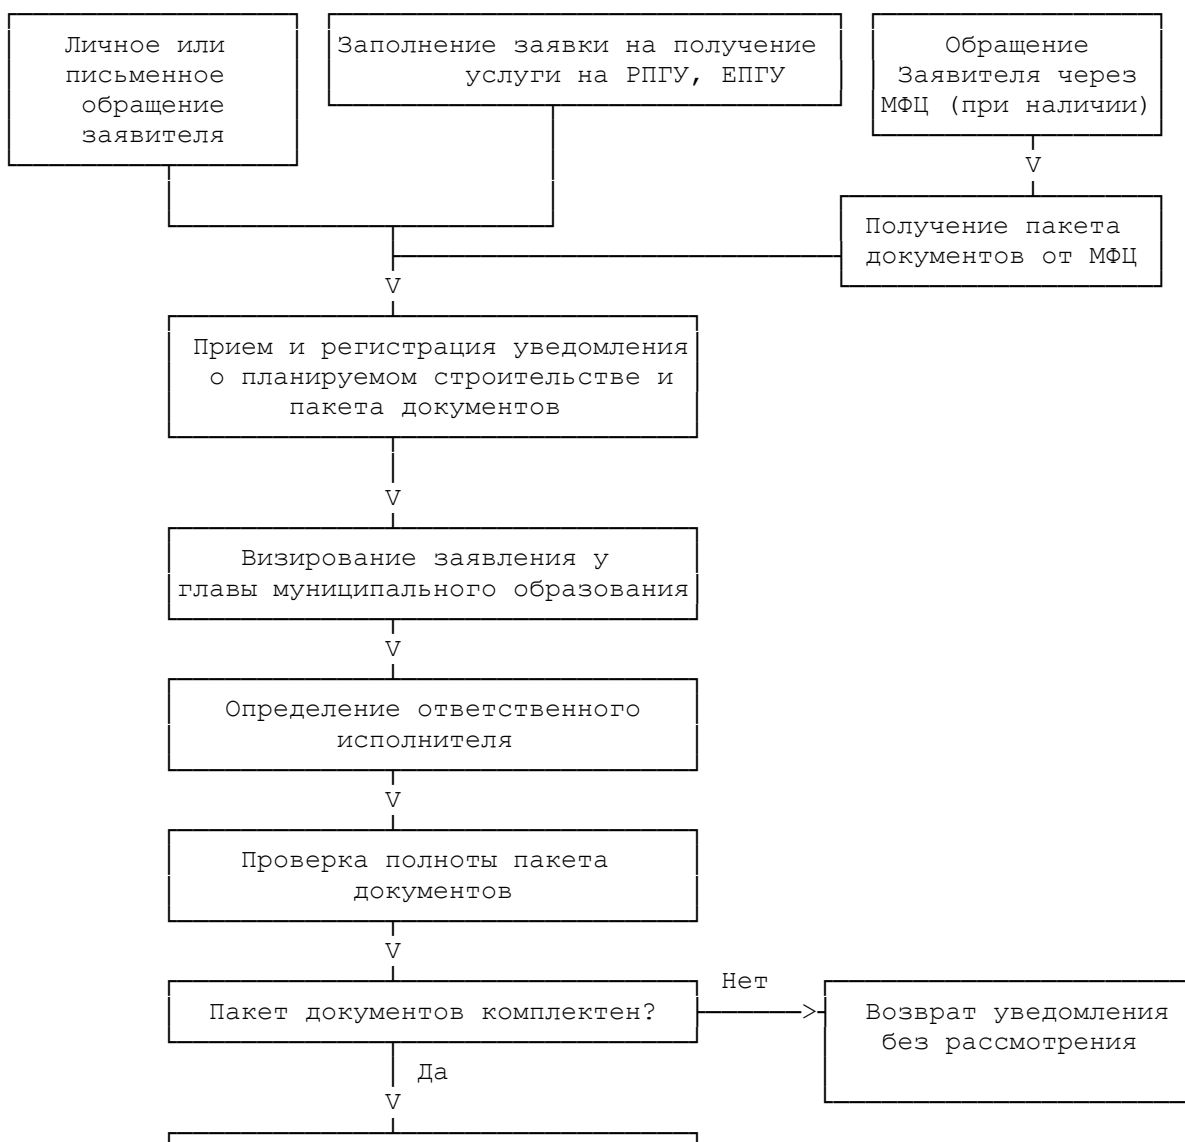 Личное или
письменное
обращение
заявителя
Заполнение заявки на получение
услуги на РПГУ, ЕПГУ
Обращение
Заявителя через
МФЦ (при наличии)
V
Получение пакета
документов от МФЦ
V
Прием и регистрация уведомления
о планируемом строительстве и
пакета документов
V
Визирование заявления у
главы муниципального образования
V
Определение ответственного
исполнителя
V
Проверка полноты пакета
документов
V
Пакет документов комплектен?
Нет
>
Возврат уведомления
без рассмотрения
Да
V